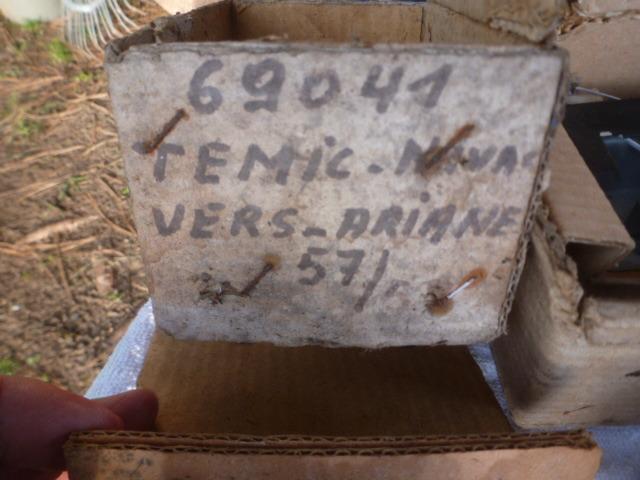 69041
TEMiC-
VERS-ARIANE
57/